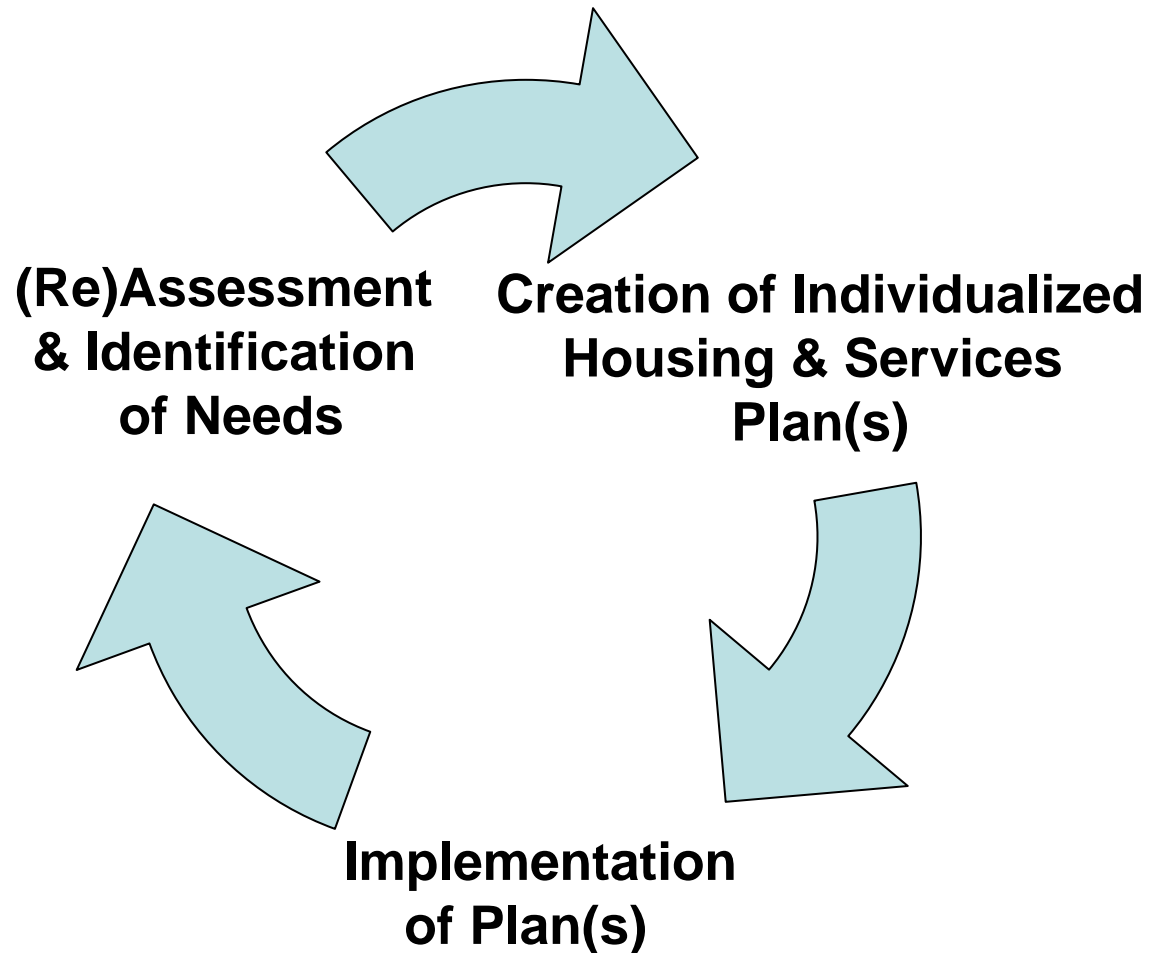 (Re)Assessment
& Identification
of Needs
Creation of Individualized
Housing & Services
Plan(s)
Implementation
of Plan(s)